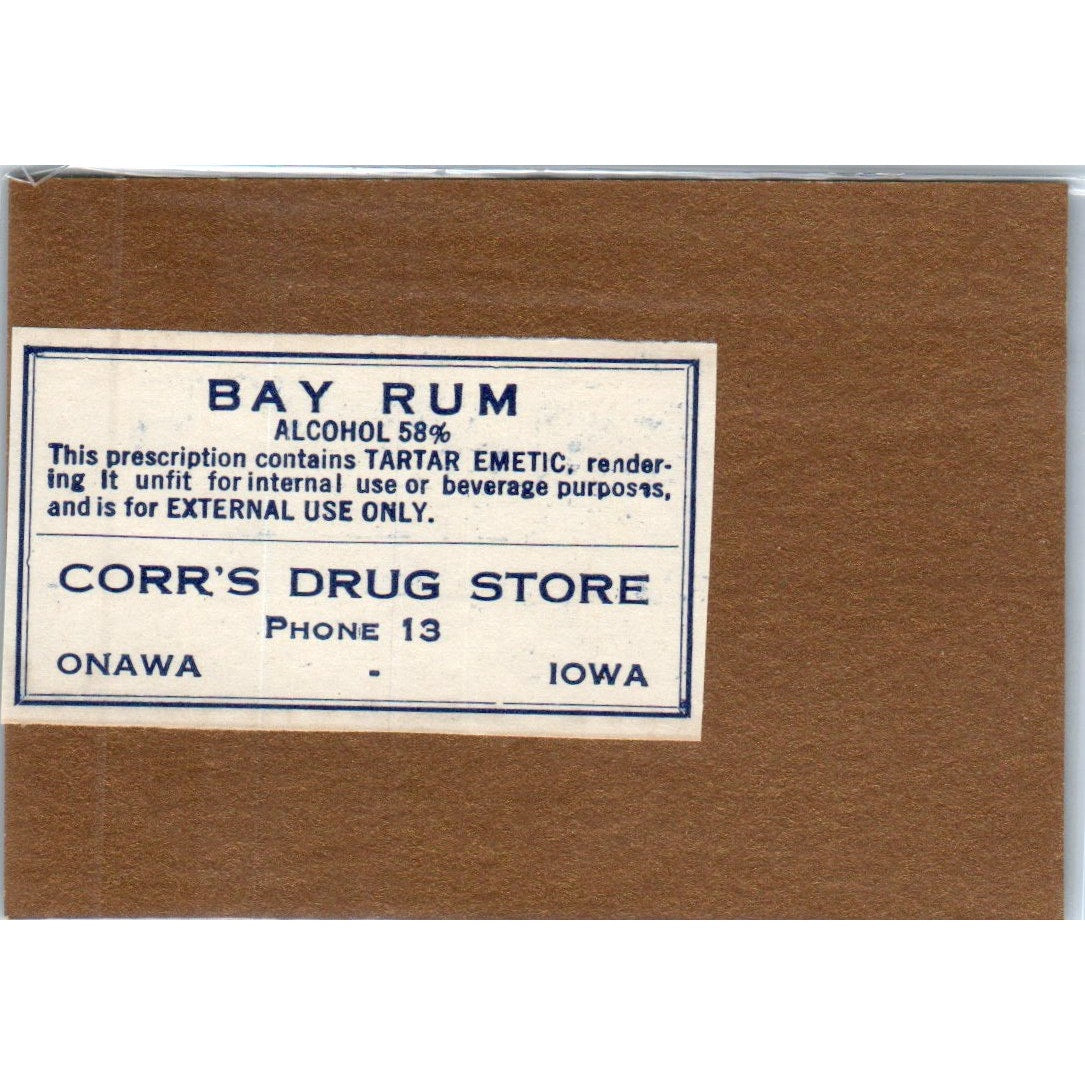 BAY RUM
ALCOHOL 58%
This prescription contains TARTAR EMETIC, render-
ing it unfit for internal use or beverage purposes,
and is for EXTERNAL USE ONLY.
CORR'S DRUG STORE
PHONE 13
ONAWA - IOWA